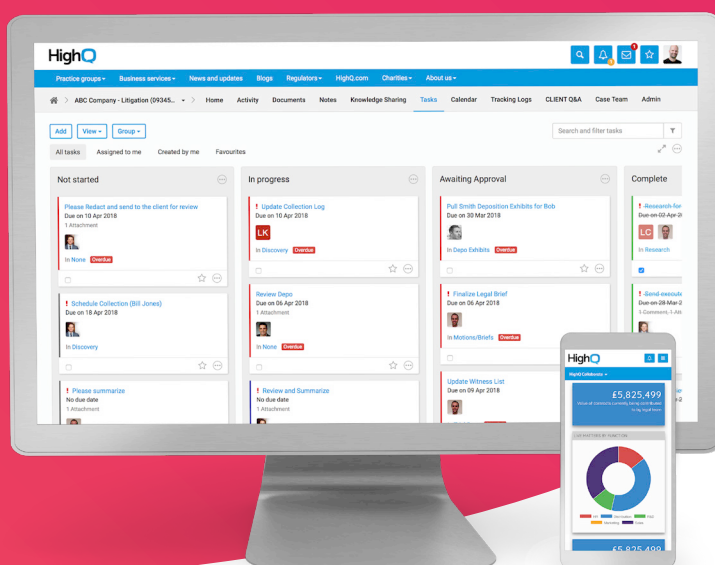 HighQ
1
Practice groups
Business services
News and updates
Blogs
Regulators
HighQ.com
Charities
About us
ABC Company - Litigation (09345...
Home
Activity
Documents
Notes
Knowledge Sharing
Tasks
Calendar
Tracking Logs
CLIENT Q&A
Case Team
Admin
Add
View
Group
Search and filter tasks
All tasks
Assigned to me
Created by me
Favourites
Not started
Please Redact and send to the client for review
Due on 10 Apr 2018
1 Attachment
In None Overdue
! Schedule Collection (Bill Jones)
Due on 18 Apr 2018
In Discovery
! Please summarize
No due date
1 Attachment
In progress
! Update Collection Log
Due on 10 Apr 2018
LK
In Discovery Overdue
Review Depo
Due on 06 Apr 2018
1 Attachment
In None Overdue
! Review and Summarize
No due date
1 Attachment
Awaiting Approval
Pull Smith Deposition Exhibits for Bob
Due on 30 Mar 2018
In Depo Exhibits Overdue
! Finalize Legal Brief
Due on 06 Apr 2018
In Motions/Briefs Overdue
Update Witness List
Due on 09 Apr 2018
Complete
! Research for
Due on 02 Apr 2
LC
In Research
! Send execute
Due on 28 Mar 2
1 Comment, 1 Att
HighQ
HighQ Collaborate
£5,825,499
£5,825,499